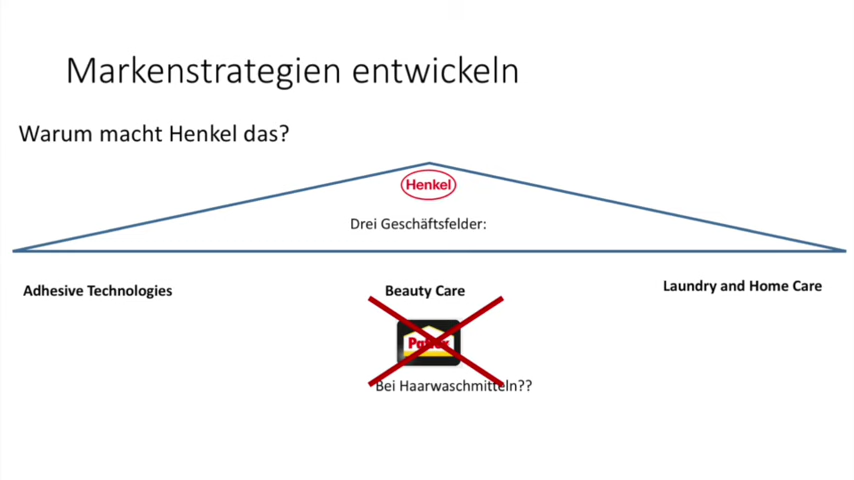 Markenstrategien entwickeln
Warum macht Henkel das?
Henkel
Drei Geschäftsfelder:
Adhesive Technologies
Beauty Care
Laundry and Home Care
Bei Haarwaschmitteln??